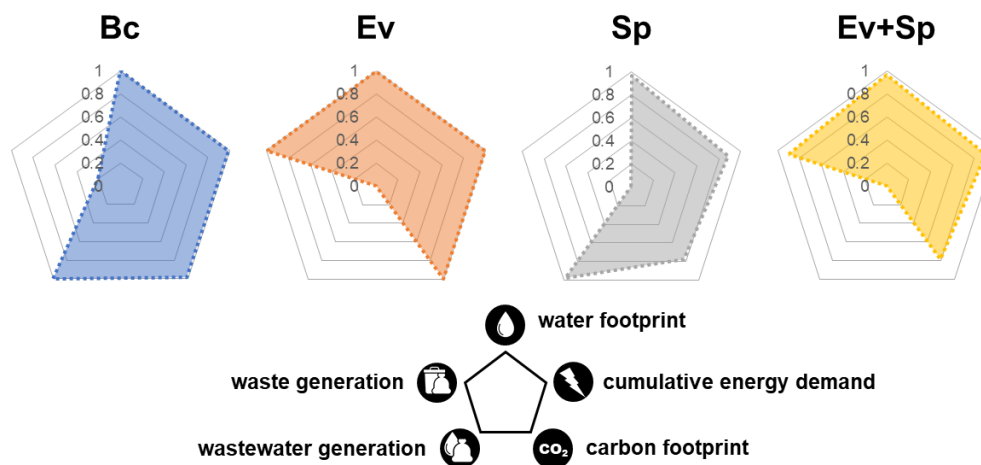 Bc
Ev
Sp
Ev+Sp
1
0.8
0.6
0.4
0.2
0
1
0.8
0.6
0.4
0.2
0
1
0.8
0.6
0.4
0.2
0
1
0.8
0.6
0.4
0.2
0
water footprint
waste generation
cumulative energy demand
wastewater generation
CO₂
carbon footprint